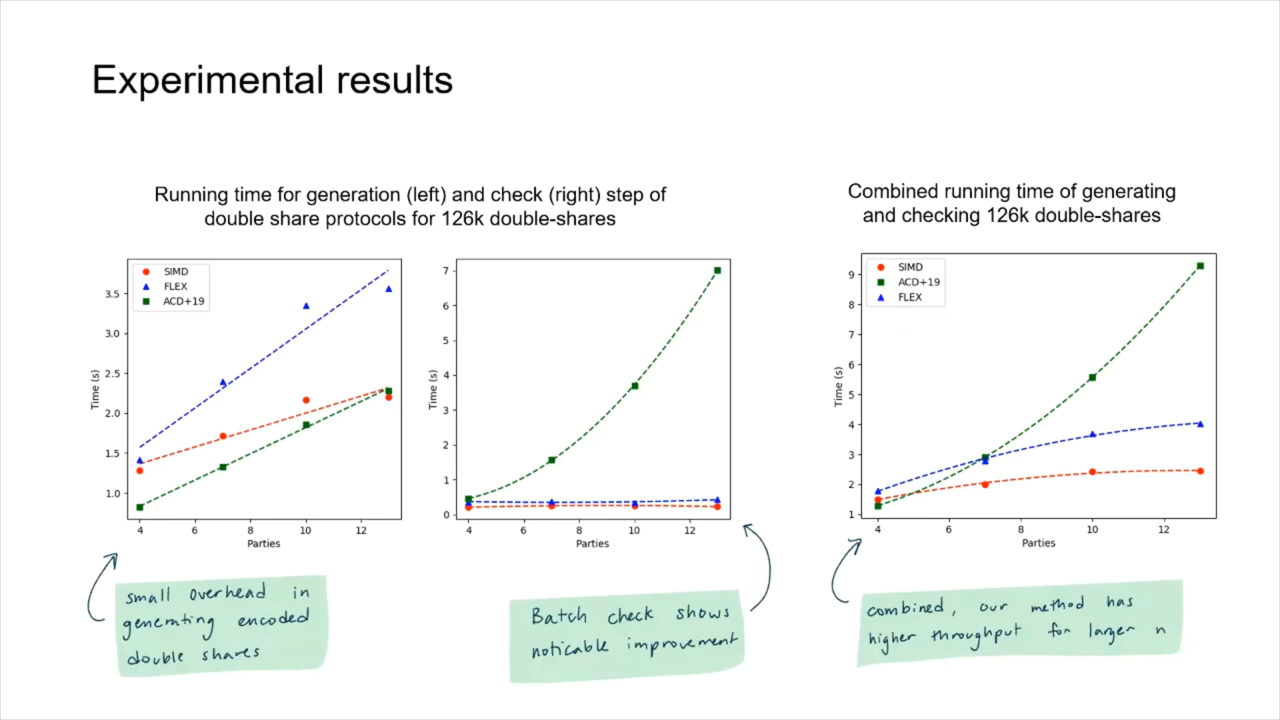 Experimental results
Running time for generation (left) and check (right) step of
double share protocols for 126k double-shares
Combined running time of generating
and checking 126k double-shares
SIMD
FLEX
ACD+19
Time (s)
3.5
3.0
2.5
2.0
1.5
1.0
4 6 8 10 12
Parties
Time (s)
7
6
5
4
3
2
1
0
4 6 8 10 12
Parties
SIMD
ACD+19
FLEX
Time (s)
9
8
7
6
5
4
3
2
1
4 6 8 10 12
Parties
small overhead in
generating encoded
double shares
Batch check shows
noticable improvement
combined, our method has
higher throughput for larger n